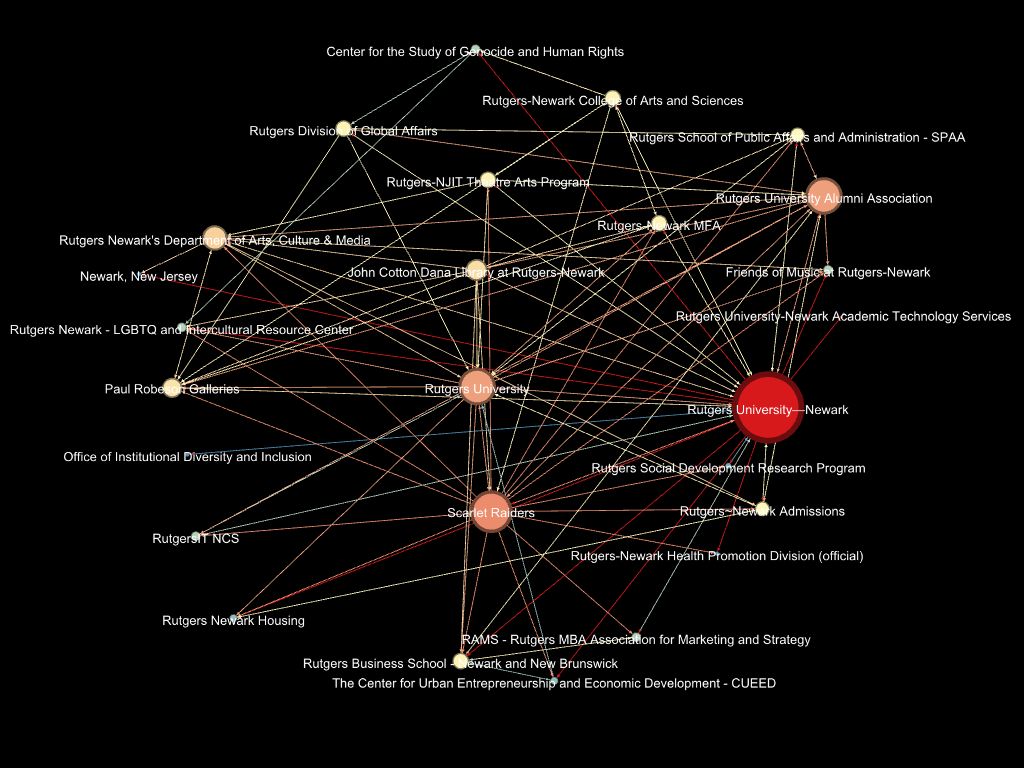 Center for the Study of Genocide and Human Rights
Rutgers-Newark College of Arts and Sciences
Rutgers Division of Global Affairs
Rutgers School of Public Affairs and Administration - SPAA
Rutgers-NJIT Theatre Arts Program
Rutgers University Alumni Association
Rutgers-Newark MFA
Rutgers Newark's Department of Arts, Culture & Media
John Cotton Dana Library at Rutgers-Newark
Friends of Music at Rutgers-Newark
Newark, New Jersey
Rutgers University-Newark Academic Technology Services
Rutgers Newark - LGBTQ and Intercultural Resource Center
Paul Robeson Galleries
Rutgers University
Rutgers University—Newark
Office of Institutional Diversity and Inclusion
Rutgers Social Development Research Program
Scarlet Raiders
Rutgers-Newark Admissions
RutgersIT NCS
Rutgers-Newark Health Promotion Division (official)
Rutgers Newark Housing
RAMS - Rutgers MBA Association for Marketing and Strategy
Rutgers Business School - Newark and New Brunswick
The Center for Urban Entrepreneurship and Economic Development - CUEED